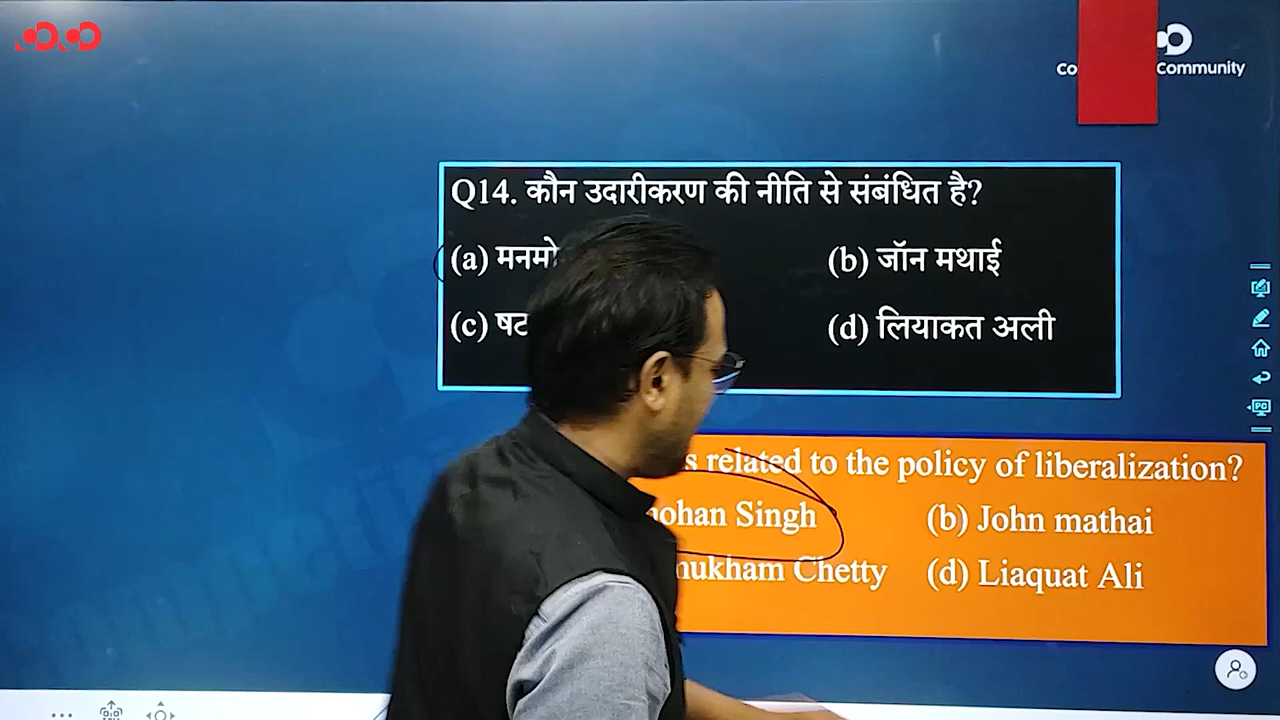 Co Community
Q14. कौन उदारीकरण की नीति से संबंधित है?
(a) मनमो (b) जॉन मथाई
(c) षट (d) लियाकत अली
s related to the policy of liberalization?
ohan Singh (b) John mathai
mukham Chetty (d) Liaquat Ali